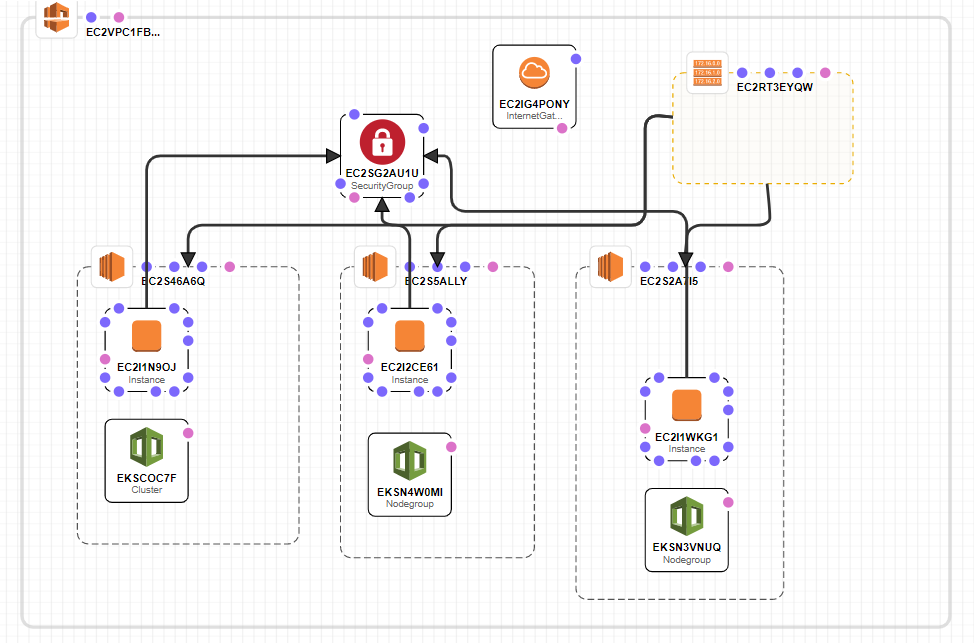 EC2VPC1FB...
EC2IG4PONY
InternetGat...
172.16.0.0
172.16.1.0
172.16.2.0
EC2RT3EYQW
EC2SG2AU1U
SecurityGroup
EC2S46A6Q
EC2S5ALLY
EC2I1N9OJ
Instance
EC2I2CE61
Instance
EC2I1WKG1
Instance
EKSCOC7F
Cluster
EKSN4W0MI
Nodegroup
EKSN3VNUQ
Nodegroup